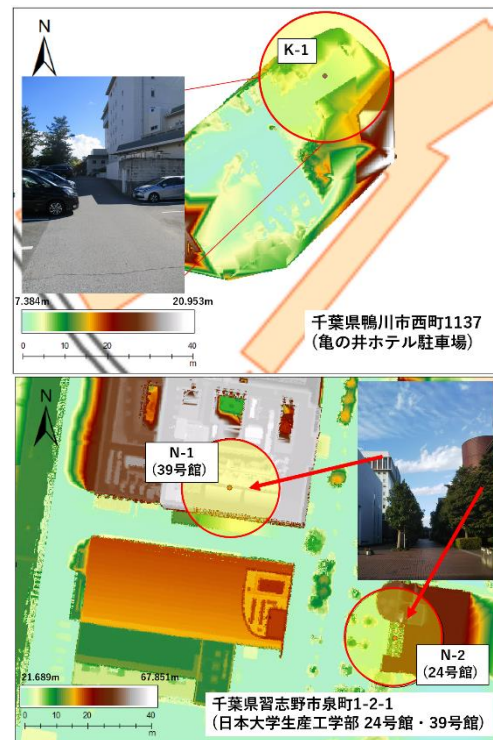 N
K-1
7.384m
20.953m
0 10 20 30 40
m
千葉県鴨川市西町1137
(亀の井ホテル駐車場)
N
N-1
(39号館)
N-2
(24号館)
21.689m
67.851m
0 10 20 30 40
m
千葉県習志野市泉町1-2-1
(日本大学生産工学部 24号館・39号館)